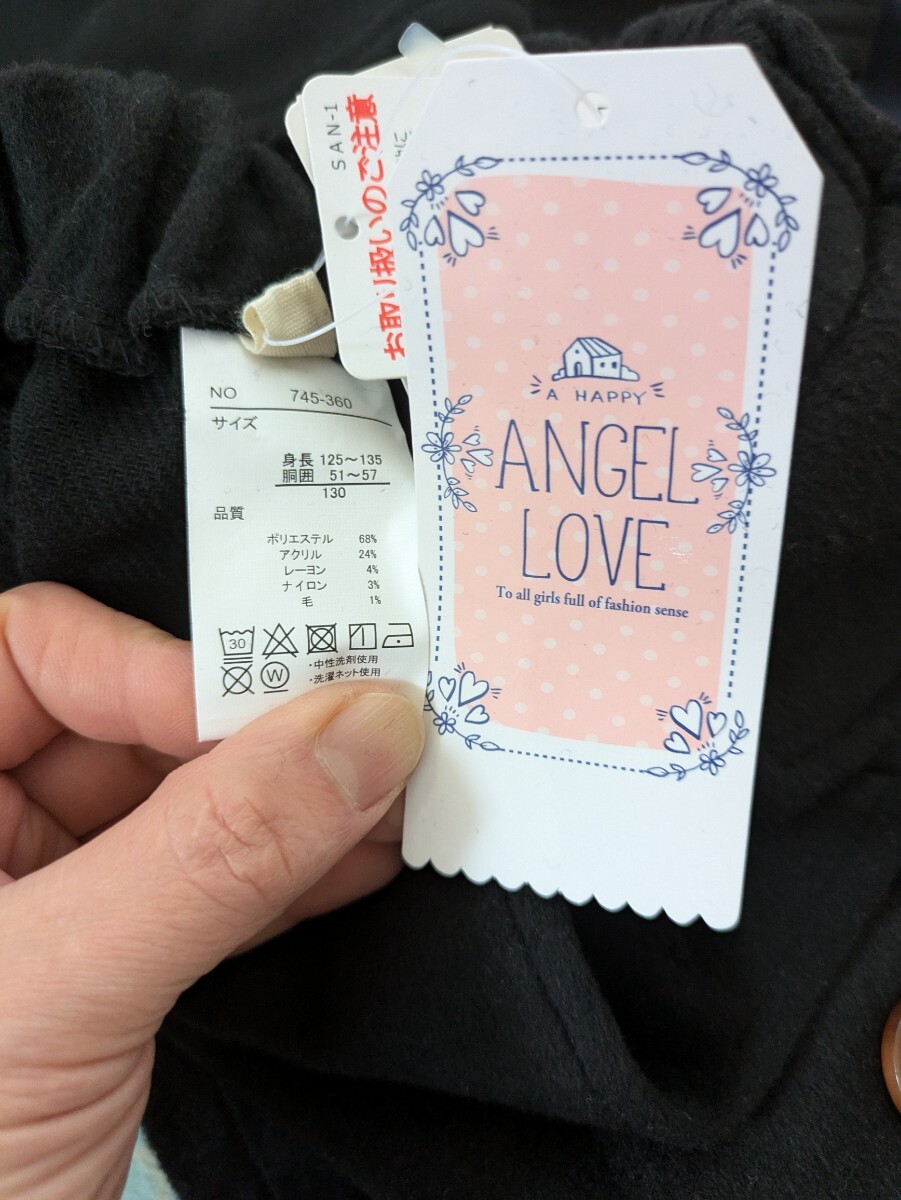 SAN-1
お取り扱いのご注意
NO 745-360
サイズ
身長 125～135
胴囲 51～57
130
品質
ポリエステル 68%
アクリル 24%
レーヨン 4%
ナイロン 3%
毛 1%
30
W
・中性洗剤使用
・洗濯ネット使用
A HAPPY
ANGEL
LOVE
To all girls full of fashion sense